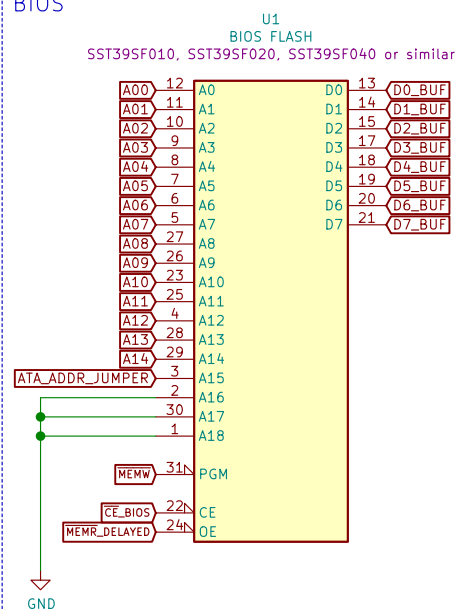 BIOS
U1
BIOS FLASH
SST39SF010, SST39SF020, SST39SF040 or similar
A00 12 A0 D0 13 D0_BUF
A01 11 A1 D1 14 D1_BUF
A02 10 A2 D2 15 D2_BUF
A03 9 A3 D3 17 D3_BUF
A04 8 A4 D4 18 D4_BUF
A05 7 A5 D5 19 D5_BUF
A06 6 A6 D6 20 D6_BUF
A07 5 A7 D7 21 D7_BUF
A08 27 A8
A09 26 A9
A10 23 A10
A11 25 A11
A12 4 A12
A13 28 A13
A14 29 A14
ATA_ADDR_JUMPER 3 A15
2 A16
30 A17
1 A18
MEMW 31 PGM
CE_BIOS 22 CE
MEMR_DELAYED 24 OE
GND